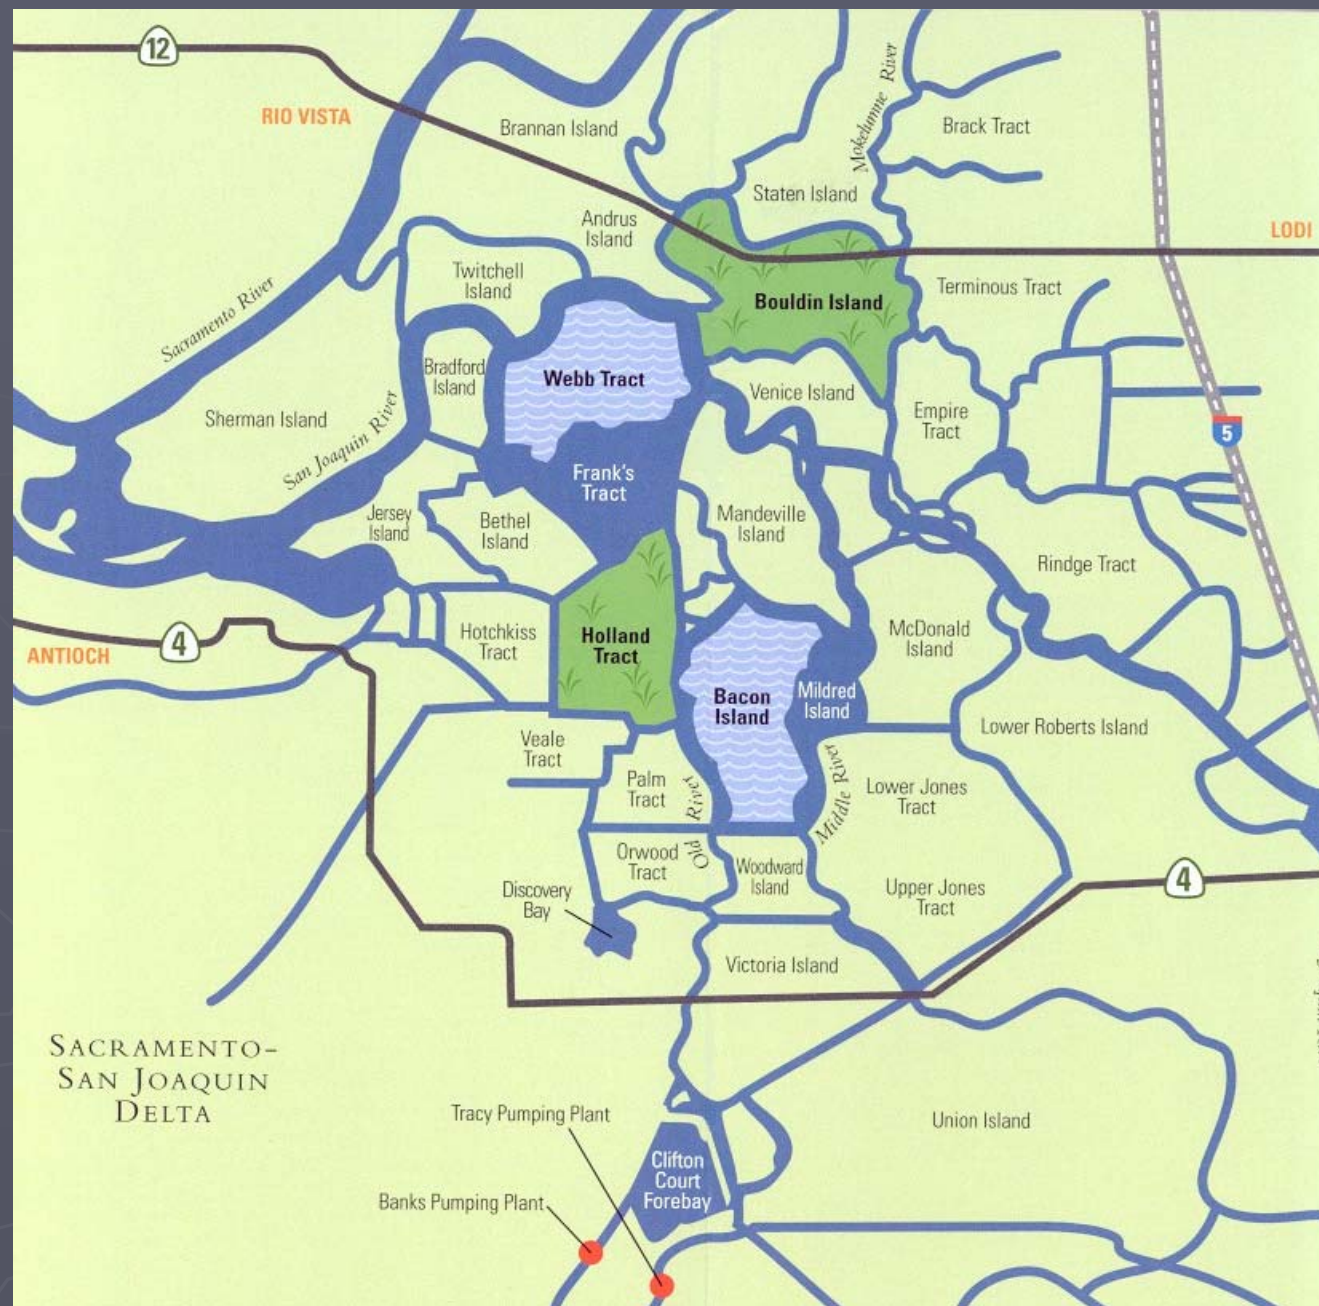 12
RIO VISTA
Brannan Island
Mokelumne River
Brack Tract
Staten Island
Andrus
Island
LODI
Twitchell
Island
Terminous Tract
Bouldin Island
Sacramento River
Bradford
Island
Webb Tract
Venice Island
Sherman Island
San Joaquin River
Empire
Tract
5
Frank's
Tract
Jersey
Island
Bethel
Island
Mandeville
Island
Rindge Tract
ANTIOCH
4
Hotchkiss
Tract
Holland
Tract
McDonald
Island
Bacon
Island
Mildred
Island
Lower Roberts Island
Veale
Tract
Palm
Tract
Old River
Middle River
Lower Jones
Tract
Orwood
Tract
Woodward
Island
Discovery
Bay
Upper Jones
Tract
4
Victoria Island
SACRAMENTO–
SAN JOAQUIN
DELTA
Tracy Pumping Plant
Union Island
Clifton
Court
Forebay
Banks Pumping Plant